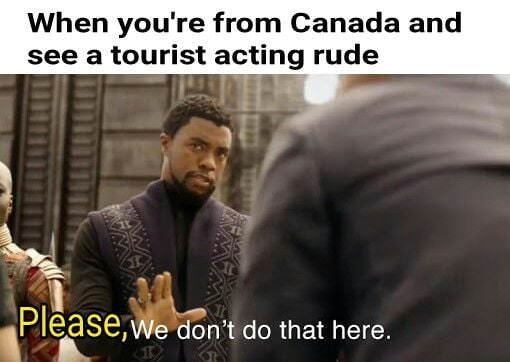 When you're from Canada and
see a tourist acting rude
Please,We don't do that here.